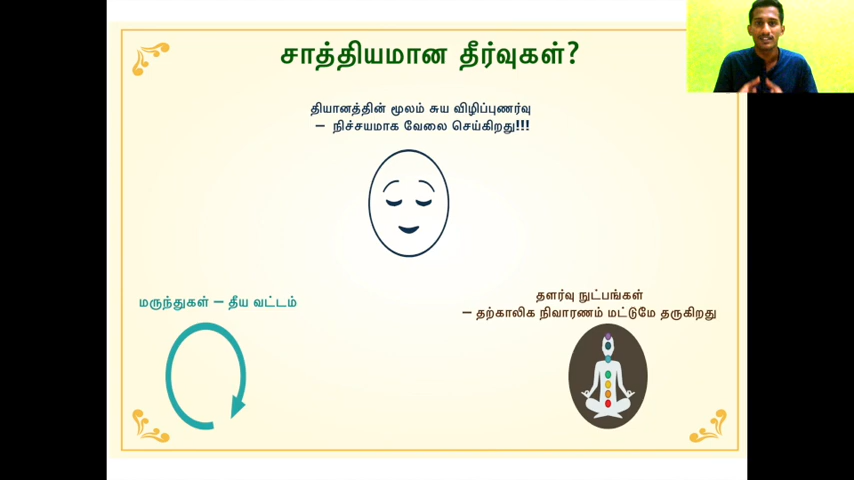 சாத்தியமான தீர்வுகள்?
தியானத்தின் மூலம் சுய விழிப்புணர்வு
– நிச்சயமாக வேலை செய்கிறது!!!
மருந்துகள் – தீய வட்டம்
தளர்வு நுட்பங்கள்
– தற்காலிக நிவாரணம் மட்டுமே தருகிறது